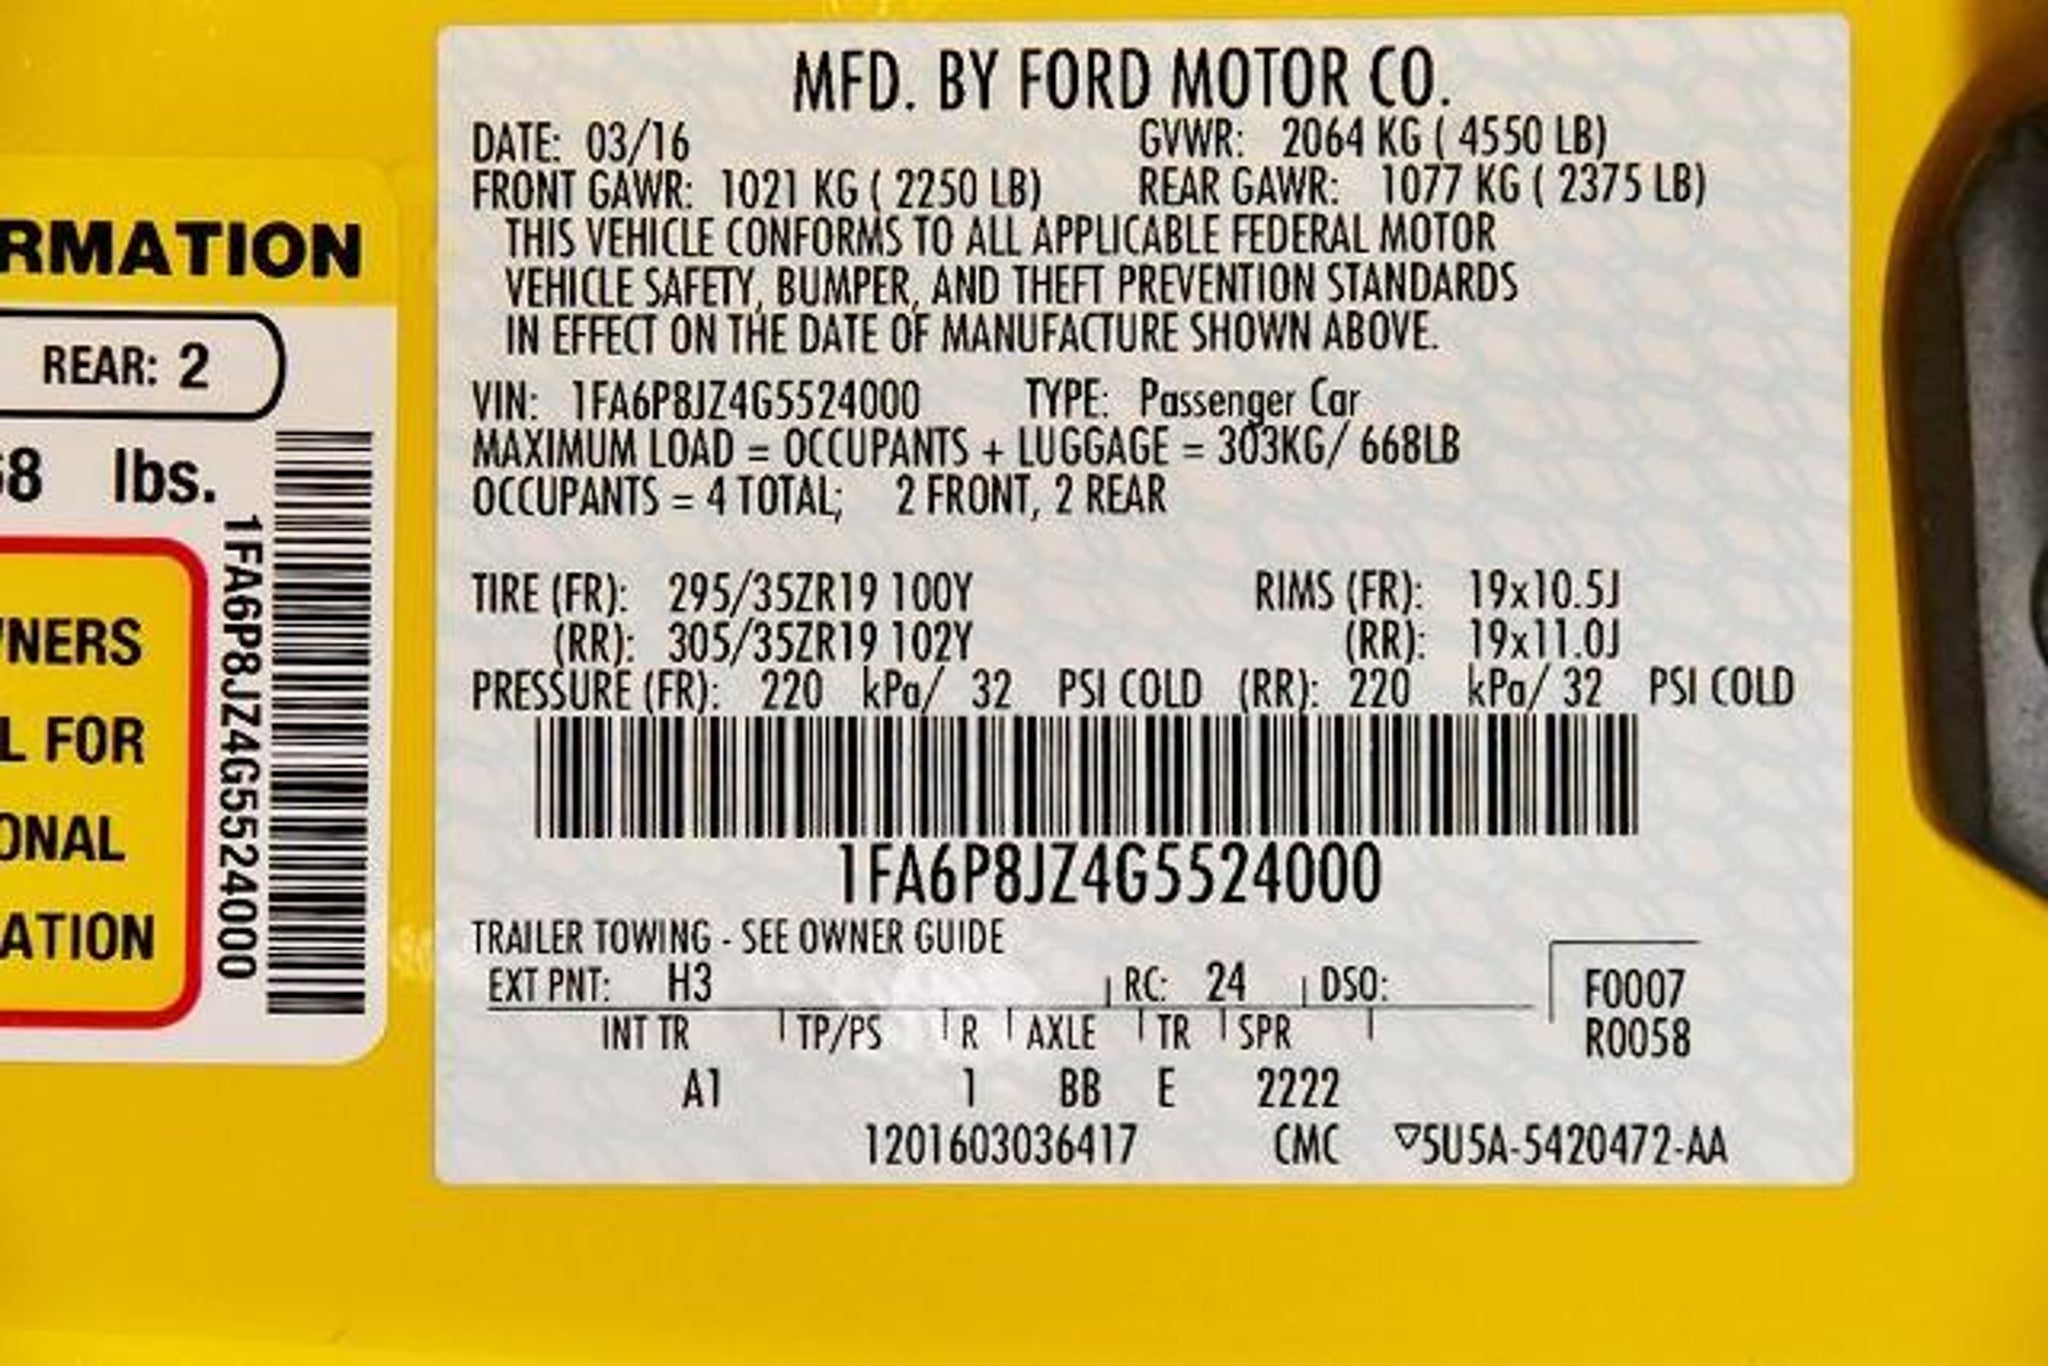 RMATION
REAR: 2
68 lbs.
1FA6P8JZ4G5524000
NERS
L FOR
ONAL
ATION
MFD. BY FORD MOTOR CO.
DATE: 03/16 GVWR: 2064 KG ( 4550 LB)
FRONT GAWR: 1021 KG ( 2250 LB) REAR GAWR: 1077 KG ( 2375 LB)
THIS VEHICLE CONFORMS TO ALL APPLICABLE FEDERAL MOTOR
VEHICLE SAFETY, BUMPER, AND THEFT PREVENTION STANDARDS
IN EFFECT ON THE DATE OF MANUFACTURE SHOWN ABOVE.
VIN: 1FA6P8JZ4G5524000 TYPE: Passenger Car
MAXIMUM LOAD = OCCUPANTS + LUGGAGE = 303KG/ 668LB
OCCUPANTS = 4 TOTAL; 2 FRONT, 2 REAR
TIRE (FR): 295/35ZR19 100Y RIMS (FR): 19x10.5J
(RR): 305/35ZR19 102Y (RR): 19x11.0J
PRESSURE (FR): 220 kPa/ 32 PSI COLD (RR): 220 kPa/ 32 PSI COLD
1FA6P8JZ4G5524000
TRAILER TOWING - SEE OWNER GUIDE
EXT PNT: H3 RC: 24 DSO:
F0007
R0058
INT TR TP/PS R AXLE TR SPR
A1 1 BB E 2222
1201603036417 CMC ▽5U5A-5420472-AA